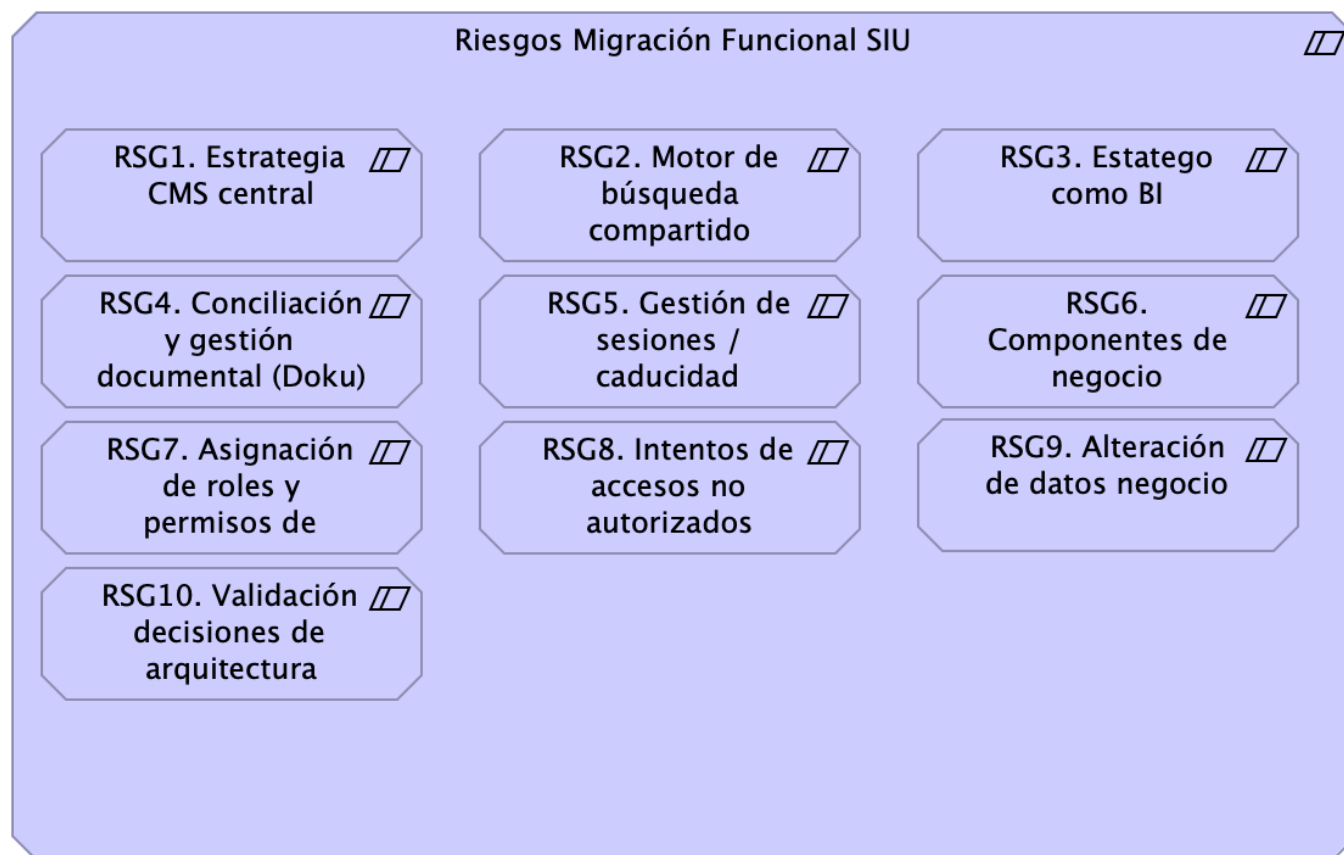 Riesgos Migración Funcional SIU
RSG1. Estrategia
CMS central
RSG2. Motor de
búsqueda
compartido
RSG3. Estatego
como BI
RSG4. Conciliación
y gestión
documental (Doku)
RSG5. Gestión de
sesiones /
caducidad
RSG6.
Componentes de
negocio
RSG7. Asignación
de roles y
permisos de
RSG8. Intentos de
accesos no
autorizados
RSG9. Alteración
de datos negocio
RSG10. Validación
decisiones de
arquitectura